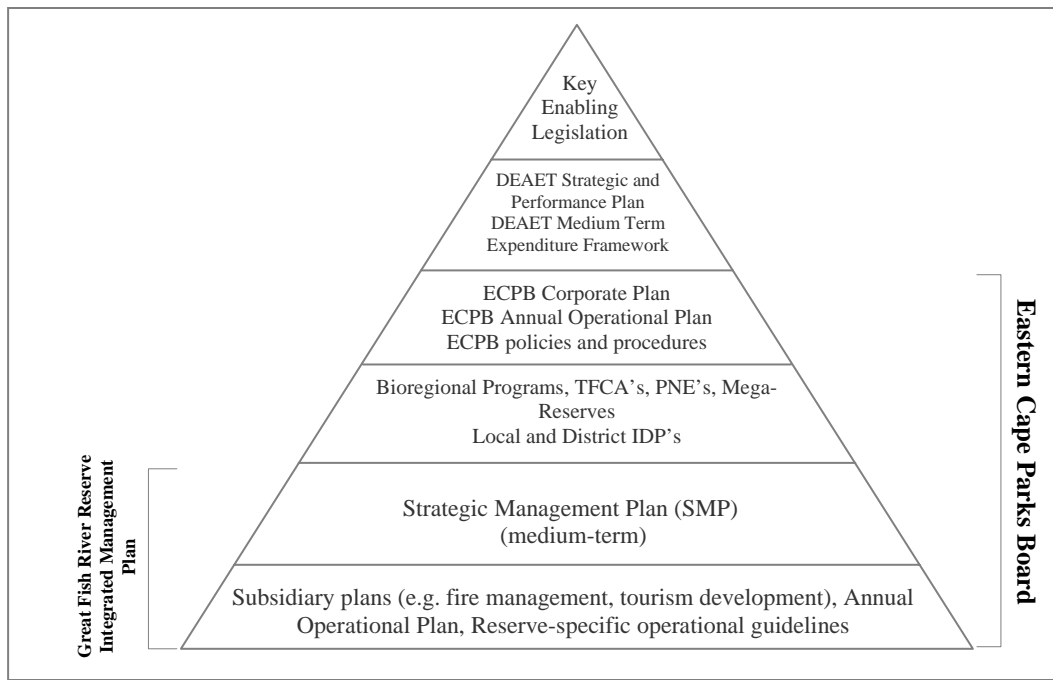 Key
Enabling
Legislation
DEAET Strategic and
Performance Plan
DEAET Medium Term
Expenditure Framework
ECPB Corporate Plan
ECPB Annual Operational Plan
ECPB policies and procedures
Bioregional Programs, TFCA's, PNE's, Mega-
Reserves
Local and District IDP's
Strategic Management Plan (SMP)
(medium-term)
Subsidiary plans (e.g. fire management, tourism development), Annual
Operational Plan, Reserve-specific operational guidelines
Great Fish River Reserve
Integrated Management
Plan
Eastern Cape Parks Board